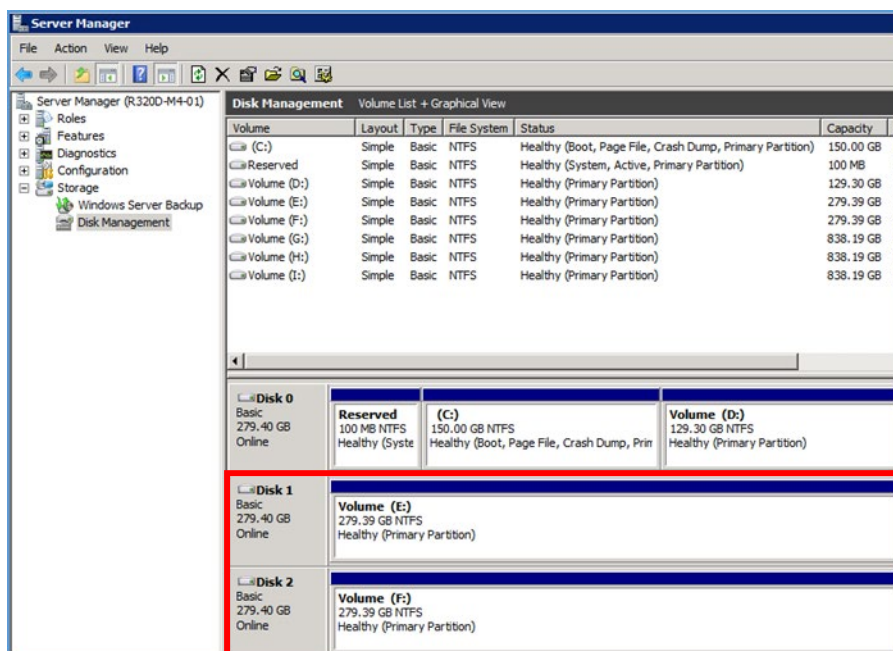 Server Manager
File Action View Help
Server Manager (R320D-M4-01)
Roles
Features
Diagnostics
Configuration
Storage
Windows Server Backup
Disk Management
Disk Management Volume List + Graphical View
Volume Layout Type File System Status Capacity
(C:) Simple Basic NTFS Healthy (Boot, Page File, Crash Dump, Primary Partition) 150.00 GB
Reserved Simple Basic NTFS Healthy (System, Active, Primary Partition) 100 MB
Volume (D:) Simple Basic NTFS Healthy (Primary Partition) 129.30 GB
Volume (E:) Simple Basic NTFS Healthy (Primary Partition) 279.39 GB
Volume (F:) Simple Basic NTFS Healthy (Primary Partition) 279.39 GB
Volume (G:) Simple Basic NTFS Healthy (Primary Partition) 838.19 GB
Volume (H:) Simple Basic NTFS Healthy (Primary Partition) 838.19 GB
Volume (I:) Simple Basic NTFS Healthy (Primary Partition) 838.19 GB
Disk 0
Basic
279.40 GB
Online
Reserved
100 MB NTFS
Healthy (Syste
(C:)
150.00 GB NTFS
Healthy (Boot, Page File, Crash Dump, Prin
Volume (D:)
129.30 GB NTFS
Healthy (Primary Partition)
Disk 1
Basic
279.40 GB
Online
Volume (E:)
279.39 GB NTFS
Healthy (Primary Partition)
Disk 2
Basic
279.40 GB
Online
Volume (F:)
279.39 GB NTFS
Healthy (Primary Partition)